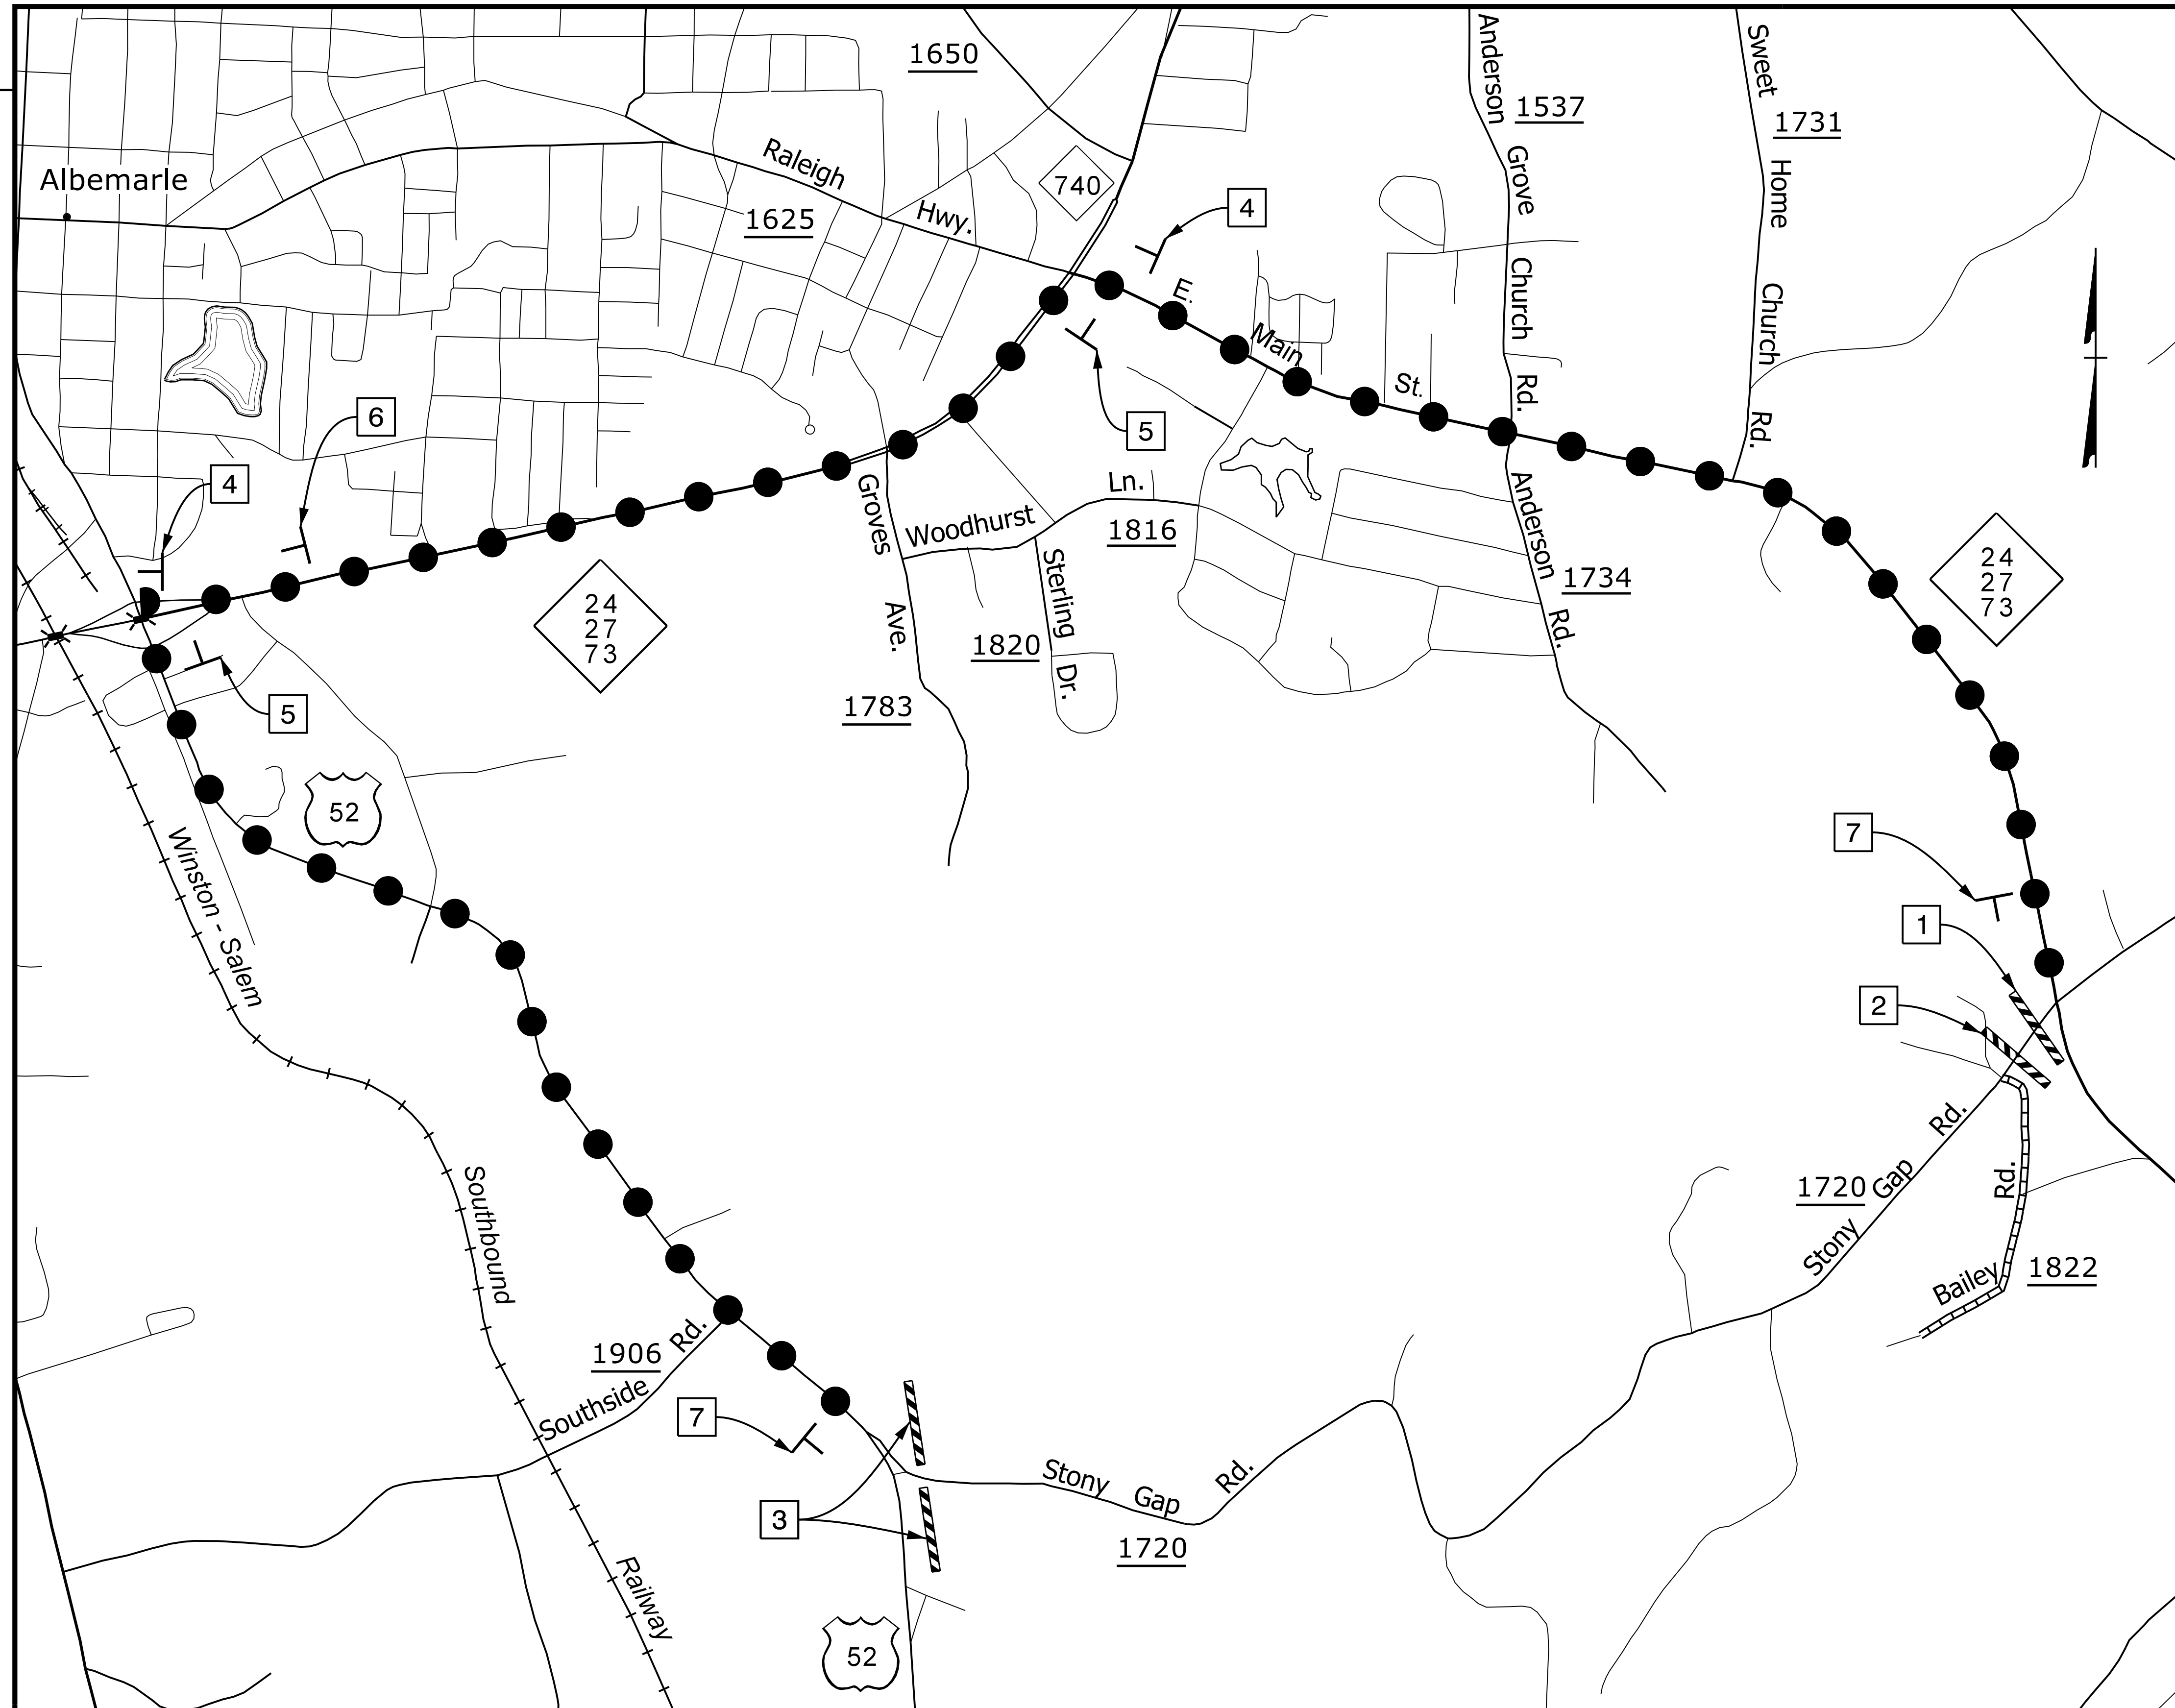 1650
Anderson
Grove
Church
Rd.
1537
Sweet
Home
Church
Rd.
1731
Albemarle
Raleigh
Hwy.
1625
740
4
E.
Main
St.
5
6
4
Groves
Ave.
Woodhurst
Ln.
1816
Sterling
Dr.
1820
1783
Anderson
Rd.
1734
24
27
73
24
27
73
5
52
7
1
2
Winston - Salem
Southbound
Railway
Stony
Gap
Rd.
1720
Bailey
Rd.
1822
1906
Southside
Rd.
7
3
Stony
Gap
Rd.
1720
52